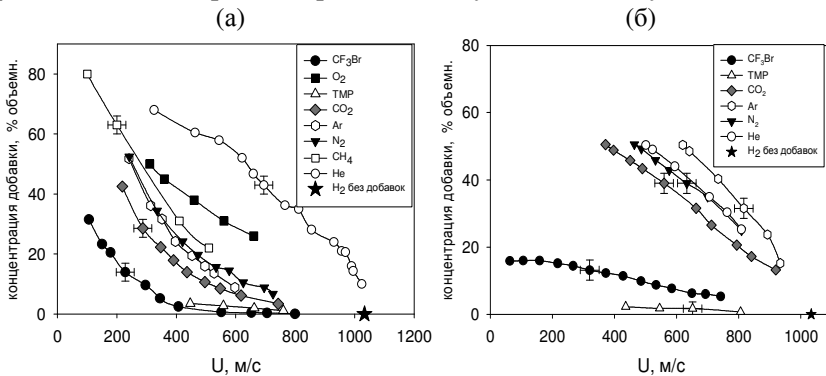 (а)
концентрация добавки, % объемн.
80
60
40
20
0
0 200 400 600 800 1000 1200
U, м/с
CF3Br
O2
TMP
CO2
Ar
N2
CH4
He
H2 без добавок
(б)
концентрация добавки, % объемн.
80
60
40
20
0
0 200 400 600 800 1000
U, м/с
CF3Br
TMP
CO2
Ar
N2
He
H2 без добавок